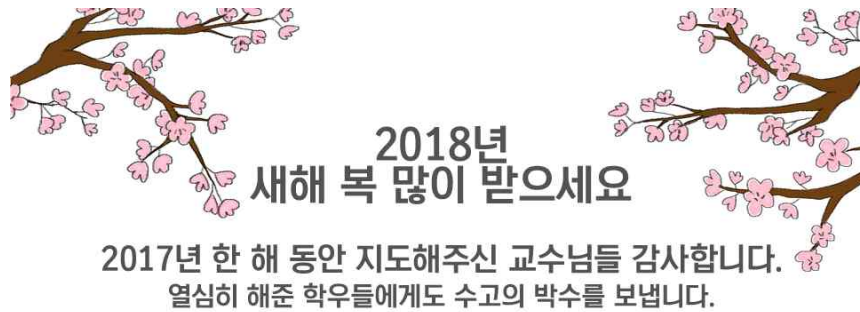 2018년
새해 복 많이 받으세요
2017년 한 해 동안 지도해주신 교수님들 감사합니다.
열심히 해준 학우들에게도 수고의 박수를 보냅니다.